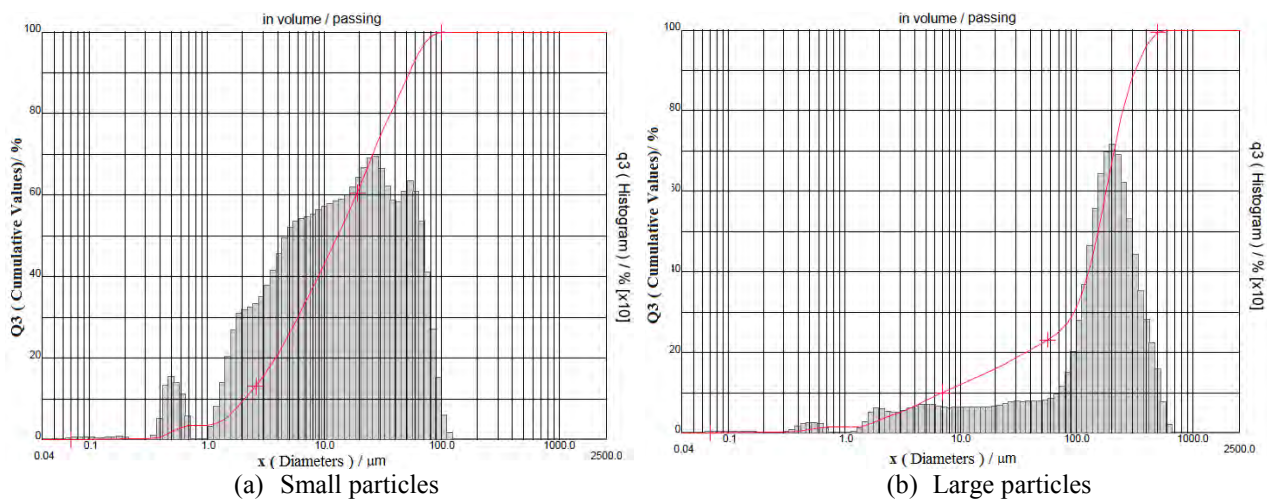 in volume / passing
100
80
60
40
20
0
Q3 ( Cumulative Values)/ %
q3 ( Histogram ) / % [x10]
0.04 0.1 1.0 10.0 100.0 1000.0 2500.0
x ( Diameters ) / μm
(a) Small particles
in volume / passing
100
80
60
40
20
0
Q3 ( Cumulative Values)/ %
q3 ( Histogram ) / % [x10]
0.04 0.1 1.0 10.0 100.0 1000.0 2500.0
x ( Diameters ) / μm
(b) Large particles